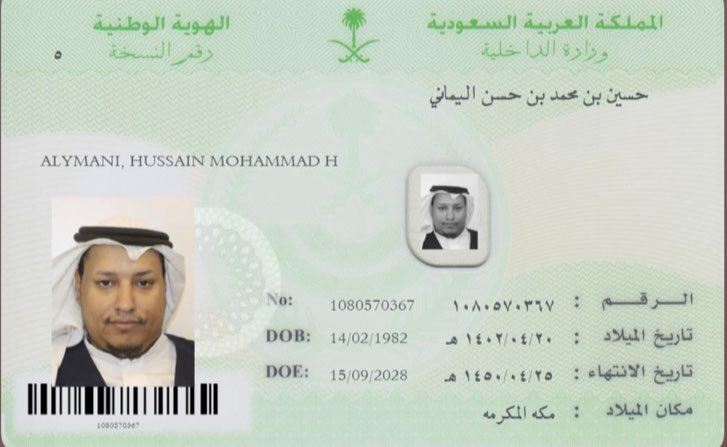 المملكة العربية السعودية
وزارة الداخلية
الهوية الوطنية
رقم النسخة ٥
حسين بن محمد بن حسن اليماني
ALYMANI, HUSSAIN MOHAMMAD H
الرقم : ١٠٨٠٥٧٠٣٦٧ No: 1080570367
تاريخ الميلاد : ١٤٠٢/٠٤/٢٠ هـ DOB: 14/02/1982
تاريخ الانتهاء : ١٤٥٠/٠٤/٢٥ هـ DOE: 15/09/2028
مكان الميلاد : مكه المكرمه
1080570367